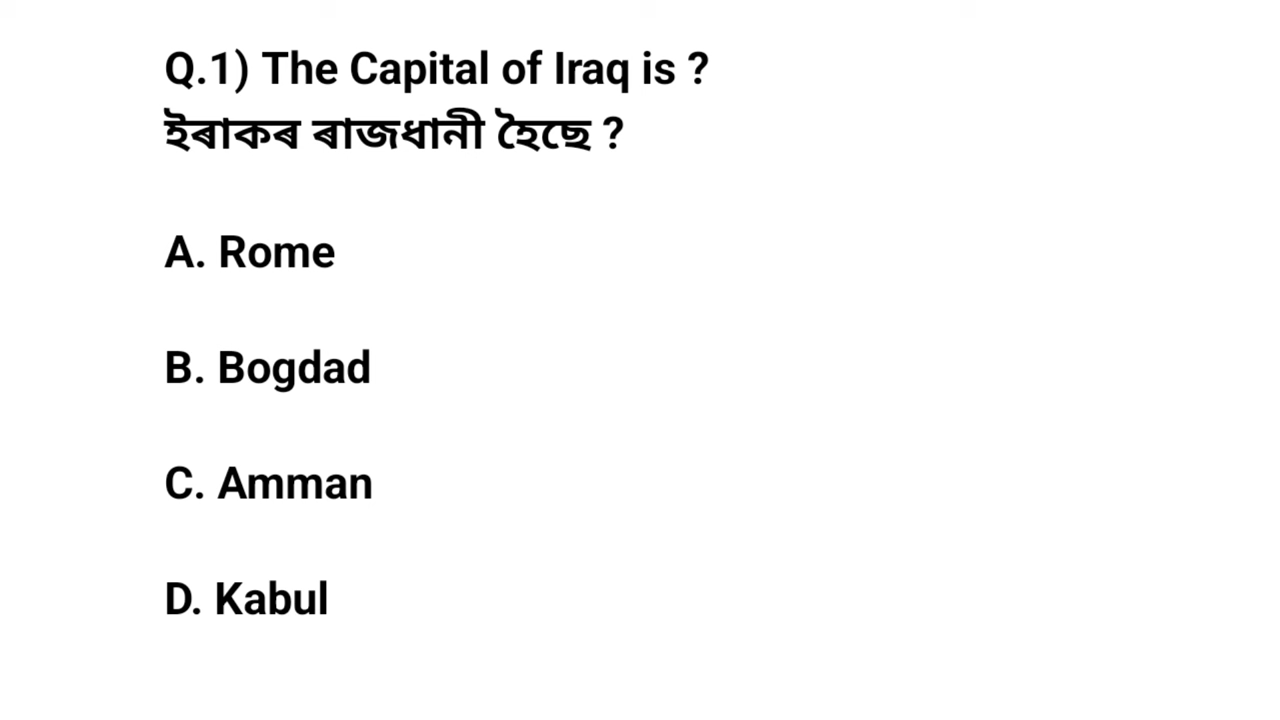 Q.1) The Capital of Iraq is ?
ইৰাকৰ ৰাজধানী হৈছে ?
A. Rome
B. Bogdad
C. Amman
D. Kabul